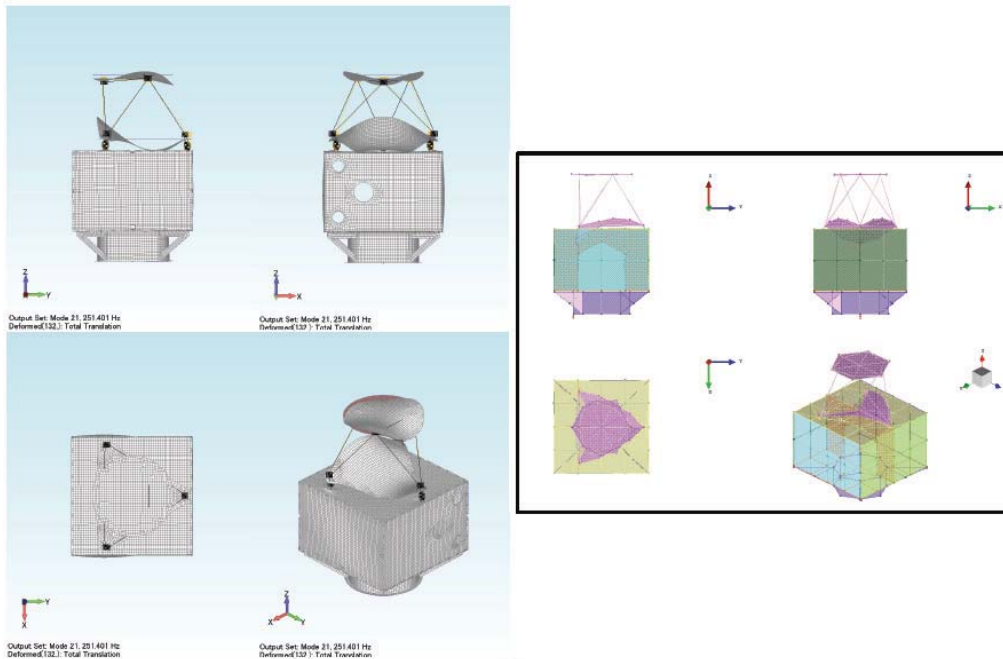 Z
Y
Z
X
Output Set: Mode 21, 251.401 Hz
Deformed(132,): Total Translation
Output Set: Mode 21, 251.401 Hz
Deformed(132,): Total Translation
Y
X
Z
X
Y
Output Set: Mode 21, 251.401 Hz
Deformed(132,): Total Translation
Output Set: Mode 21, 251.401 Hz
Deformed(132,): Total Translation
Y
Y